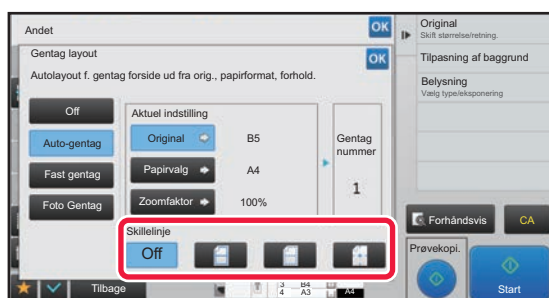 Andet
OK
Gentag layout
OK
Autolayout f. gentag forside ud fra orig., papirformat, forhold.
Off
Auto-gentag
Fast gentag
Foto Gentag
Aktuel indstilling
Original
B5
Papirvalg
A4
Zoomfaktor
100%
Gentag
nummer
1
Skillelinje
Off
Tilbage
3 B4
4 A3
A4
Original
Skift størrelse/retning.
Tilpasning af baggrund
Belysning
Vælg type/eksponering
Forhåndsvis
CA
Prøvekopi.
Start